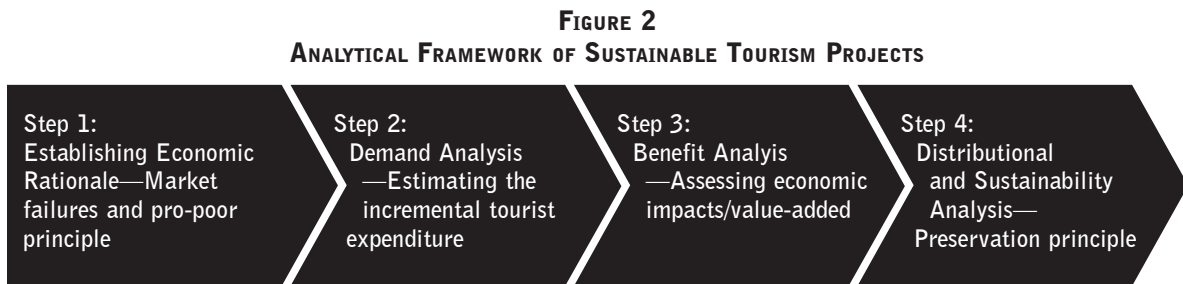 FIGURE 2
ANALYTICAL FRAMEWORK OF SUSTAINABLE TOURISM PROJECTS
Step 1:
Establishing Economic
Rationale—Market
failures and pro-poor
principle
Step 2:
Demand Analysis
—Estimating the
incremental tourist
expenditure
Step 3:
Benefit Analyis
—Assessing economic
impacts/value-added
Step 4:
Distributional
and Sustainability
Analysis—
Preservation principle